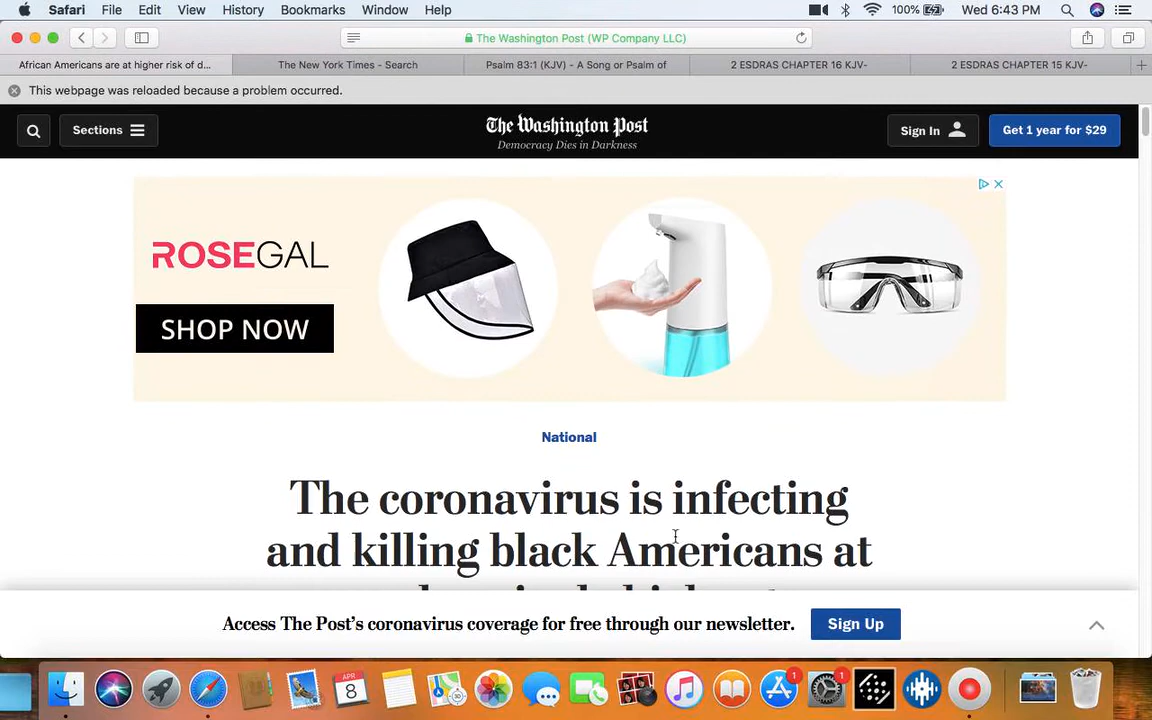 Safari File Edit View History Bookmarks Window Help 100% Wed 6:43 PM
The Washington Post (WP Company LLC)
African Americans are at higher risk of d... The New York Times - Search Psalm 83:1 (KJV) - A Song or Psalm of 2 ESDRAS CHAPTER 16 KJV- 2 ESDRAS CHAPTER 15 KJV-
This webpage was reloaded because a problem occurred.
Sections The Washington Post Sign In Get 1 year for $29
Democracy Dies in Darkness
ROSEGAL
SHOP NOW
National
The coronavirus is infecting
and killing black Americans at
Access The Post's coronavirus coverage for free through our newsletter. Sign Up
APR
8
30
1
1